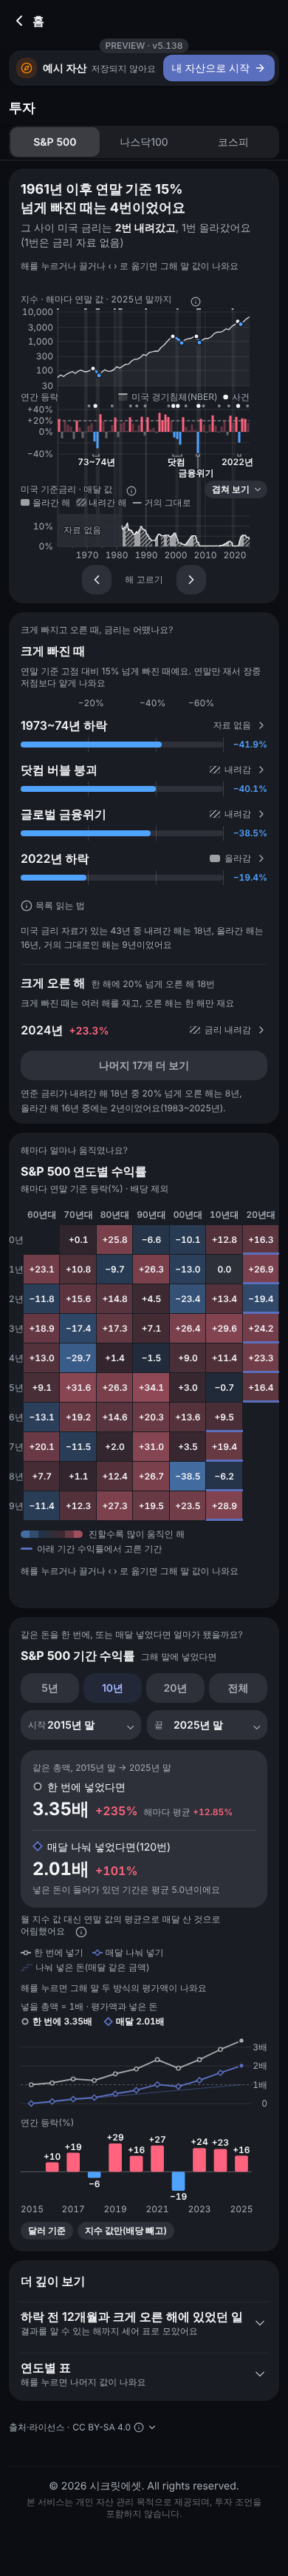 홈
PREVIEW · v5.138
예시 자산 저장되지 않아요
내 자산으로 시작 →
투자
S&P 500
나스닥100
코스피
1961년 이후 연말 기준 15%
넘게 빠진 때는 4번이었어요
그 사이 미국 금리는 2번 내려갔고, 1번 올라갔어요
(1번은 금리 자료 없음)
해를 누르거나 끌거나 ‹ › 로 옮기면 그해 말 값이 나와요
지수 · 해마다 연말 값 · 2025년 말까지
10,000
3,000
1,000
300
100
30
연간 등락
미국 경기침체(NBER)
사건
+40%
+20%
0%
−40%
73~74년
닷컴
금융위기
2022년
미국 기준금리 · 매달 값
겹쳐 보기
올라간 해
내려간 해
거의 그대로
10%
0%
자료 없음
1970 1980 1990 2000 2010 2020
해 고르기
크게 빠지고 오른 때, 금리는 어땠나요?
크게 빠진 때
연말 기준 고점 대비 15% 넘게 빠진 때예요. 연말만 재서 장중
저점보다 얕게 나와요
−20% −40% −60%
1973~74년 하락
자료 없음
−41.9%
닷컴 버블 붕괴
내려감
−40.1%
글로벌 금융위기
내려감
−38.5%
2022년 하락
올라감
−19.4%
목록 읽는 법
미국 금리 자료가 있는 43년 중 내려간 해는 18년, 올라간 해는
16년, 거의 그대로인 해는 9년이었어요
크게 오른 해 한 해에 20% 넘게 오른 해 18번
크게 빠진 때는 여러 해를 재고, 오른 해는 한 해만 재요
2024년 +23.3%
금리 내려감
나머지 17개 더 보기
연준 금리가 내려간 해 18년 중 20% 넘게 오른 해는 8년,
올라간 해 16년 중에는 2년이었어요(1983~2025년).
해마다 얼마나 움직였나요?
S&P 500 연도별 수익률
해마다 연말 기준 등락(%) · 배당 제외
60년대 70년대 80년대 90년대 00년대 10년대 20년대
0년 +0.1 +25.8 −6.6 −10.1 +12.8 +16.3
1년 +23.1 +10.8 −9.7 +26.3 −13.0 0.0 +26.9
2년 −11.8 +15.6 +14.8 +4.5 −23.4 +13.4 −19.4
3년 +18.9 −17.4 +17.3 +7.1 +26.4 +29.6 +24.2
4년 +13.0 −29.7 +1.4 −1.5 +9.0 +11.4 +23.3
5년 +9.1 +31.6 +26.3 +34.1 +3.0 −0.7 +16.4
6년 −13.1 +19.2 +14.6 +20.3 +13.6 +9.5
7년 +20.1 −11.5 +2.0 +31.0 +3.5 +19.4
8년 +7.7 +1.1 +12.4 +26.7 −38.5 −6.2
9년 −11.4 +12.3 +27.3 +19.5 +23.5 +28.9
진할수록 많이 움직인 해
아래 기간 수익률에서 고른 기간
해를 누르거나 끌거나 ‹ › 로 옮기면 그해 말 값이 나와요
같은 돈을 한 번에, 또는 매달 넣었다면 얼마가 됐을까요?
S&P 500 기간 수익률 그해 말에 넣었다면
5년
10년
20년
전체
시작 2015년 말
끝 2025년 말
같은 총액, 2015년 말 → 2025년 말
한 번에 넣었다면
3.35배 +235% 해마다 평균 +12.85%
매달 나눠 넣었다면(120번)
2.01배 +101%
넣은 돈이 들어가 있던 기간은 평균 5.0년이에요
월 지수 값 대신 연말 값의 평균으로 매달 산 것으로
어림했어요
한 번에 넣기
매달 나눠 넣기
나눠 넣은 돈(매달 같은 금액)
해를 누르면 그해 말 두 방식의 평가액이 나와요
넣을 총액 = 1배 · 평가액과 넣은 돈
한 번에 3.35배
매달 2.01배
3배
2배
1배
0
연간 등락(%)
+10 +19 −6 +29 +16 +27 −19 +24 +23 +16
2015 2017 2019 2021 2023 2025
달러 기준
지수 값만(배당 빼고)
더 깊이 보기
하락 전 12개월과 크게 오른 해에 있었던 일
결과를 알 수 있는 해까지 세어 표로 모았어요
연도별 표
해를 누르면 나머지 값이 나와요
출처·라이선스 · CC BY-SA 4.0
© 2026 시크릿에셋. All rights reserved.
본 서비스는 개인 자산 관리 목적으로 제공되며, 투자 조언을
포함하지 않습니다.